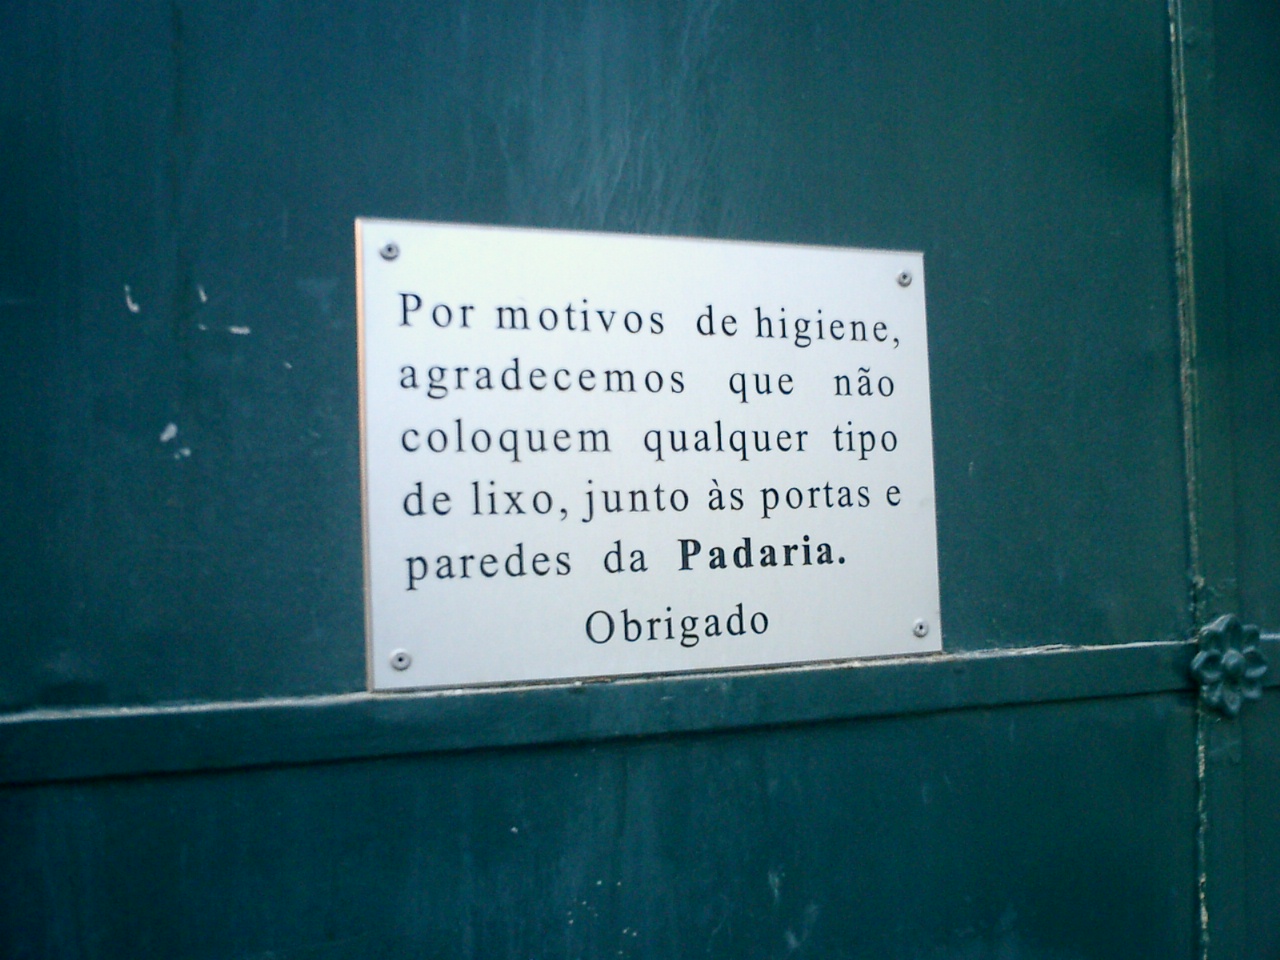 Por motivos de higiene,
agradecemos que não
coloquem qualquer tipo
de lixo, junto às portas e
paredes da Padaria.
Obrigado